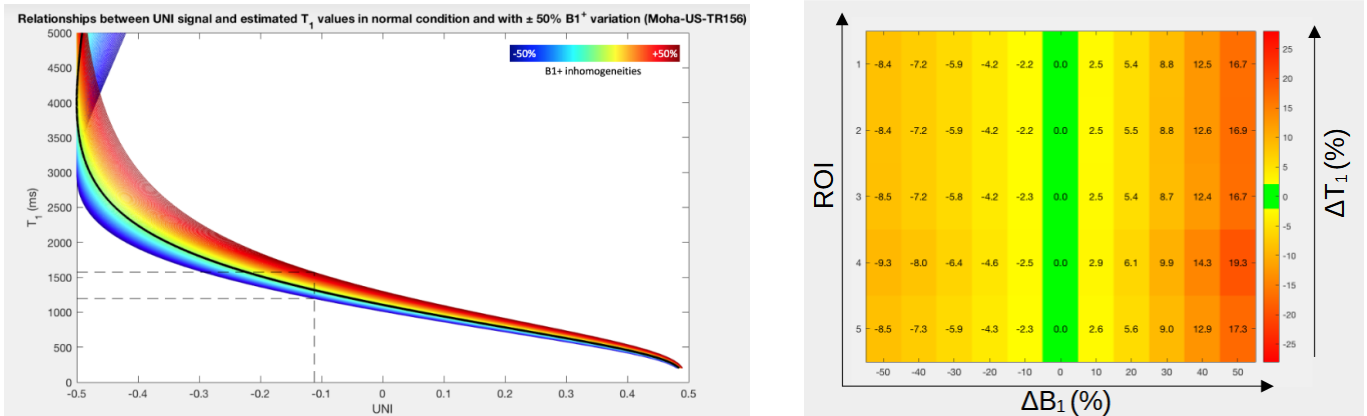 Relationships between UNI signal and estimated T1 values in normal condition and with ± 50% B1+ variation (Moha-US-TR156)
5000
4500
4000
3500
3000
2500
2000
1500
1000
500
0
T1 (ms)
-50%
+50%
B1+ inhomogeneities
-0.5 -0.4 -0.3 -0.2 -0.1 0 0.1 0.2 0.3 0.4 0.5
UNI
ROI
1 -8.4 -7.2 -5.9 -4.2 -2.2 0.0 2.5 5.4 8.8 12.5 16.7
2 -8.4 -7.2 -5.9 -4.2 -2.2 0.0 2.5 5.5 8.8 12.6 16.9
3 -8.5 -7.2 -5.8 -4.2 -2.3 0.0 2.5 5.4 8.7 12.4 16.7
4 -9.3 -8.0 -6.4 -4.6 -2.5 0.0 2.9 6.1 9.9 14.3 19.3
5 -8.5 -7.3 -5.9 -4.3 -2.3 0.0 2.6 5.6 9.0 12.9 17.3
-50 -40 -30 -20 -10 0 10 20 30 40 50
ΔB1 (%)
25
20
15
10
5
0
-5
-10
-15
-20
-25
ΔT1 (%)